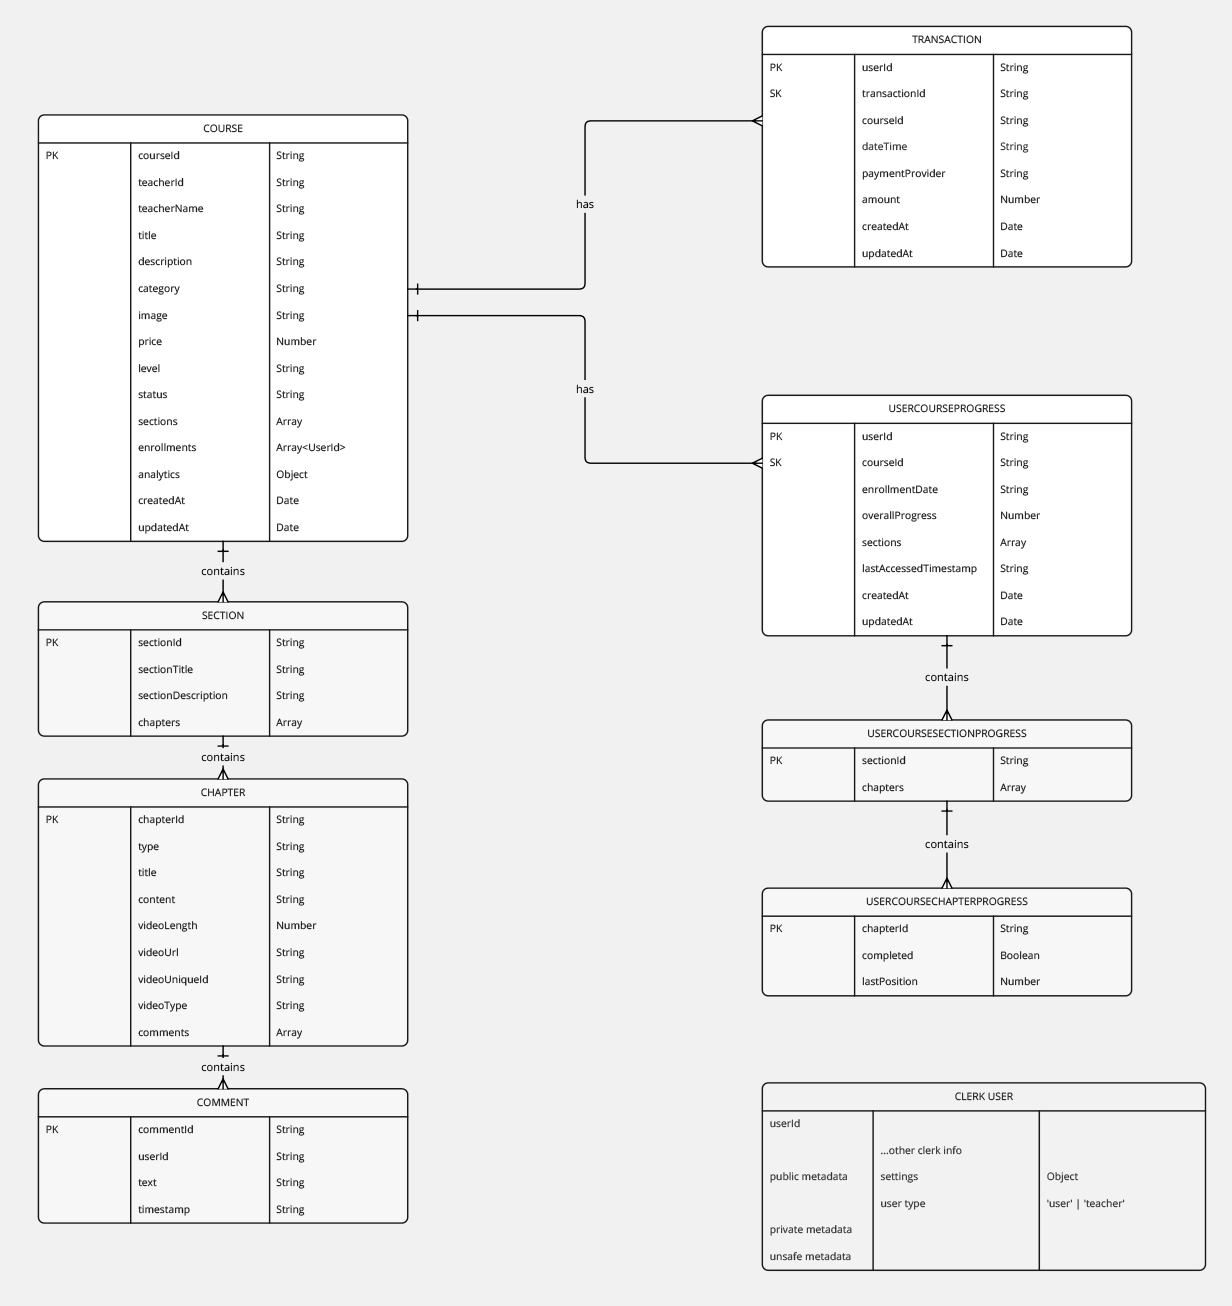 TRANSACTION
PK userId String
SK transactionId String
courseId String
dateTime String
paymentProvider String
amount Number
createdAt Date
updatedAt Date
COURSE
PK courseId String
teacherId String
teacherName String
title String
description String
category String
image String
price Number
level String
status String
sections Array
enrollments Array<UserId>
analytics Object
createdAt Date
updatedAt Date
has
has
USERCOURSEPROGRESS
PK userId String
SK courseId String
enrollmentDate String
overallProgress Number
sections Array
lastAccessedTimestamp String
createdAt Date
updatedAt Date
contains
SECTION
PK sectionId String
sectionTitle String
sectionDescription String
chapters Array
contains
CHAPTER
PK chapterId String
type String
title String
content String
videoLength Number
videoUrl String
videoUniqueId String
videoType String
comments Array
contains
COMMENT
PK commentId String
userId String
text String
timestamp String
contains
USERCOURSESECTIONPROGRESS
PK sectionId String
chapters Array
contains
USERCOURSECHAPTERPROGRESS
PK chapterId String
completed Boolean
lastPosition Number
CLERK USER
userId
...other clerk info
public metadata settings Object
user type 'user' | 'teacher'
private metadata
unsafe metadata